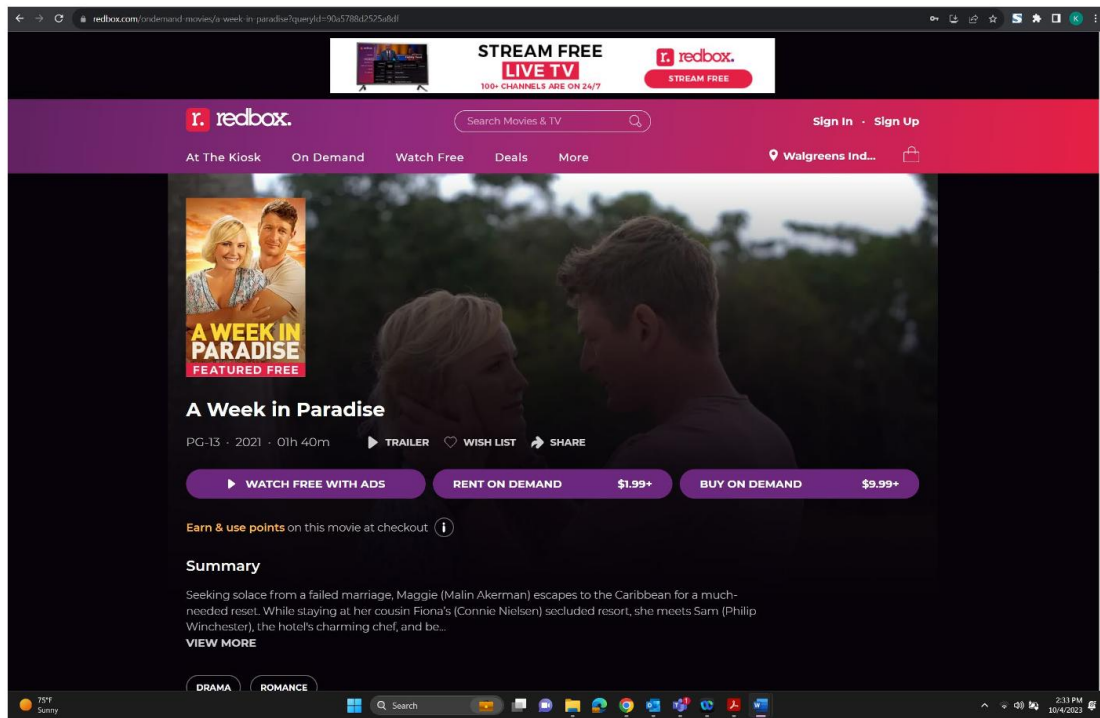 redbox.com/ondemand-movies/a-week-in-paradise?queryId=90a5788d2525a8df
K
STREAM FREE
LIVE TV
100+ CHANNELS ARE ON 24/7
r. redbox.
STREAM FREE
r. redbox.
Search Movies & TV
Sign In · Sign Up
At The Kiosk On Demand Watch Free Deals More
Walgreens Ind...
A WEEK IN
PARADISE
FEATURED FREE
A Week in Paradise
PG-13 · 2021 · 01h 40m TRAILER WISH LIST SHARE
WATCH FREE WITH ADS RENT ON DEMAND $1.99+ BUY ON DEMAND $9.99+
Earn & use points on this movie at checkout i
Summary
Seeking solace from a failed marriage, Maggie (Malin Akerman) escapes to the Caribbean for a much-
needed reset. While staying at her cousin Fiona's (Connie Nielsen) secluded resort, she meets Sam (Philip
Winchester), the hotel's charming chef, and be...
VIEW MORE
DRAMA ROMANCE
75°F
Sunny
Search
2:33 PM
10/4/2023